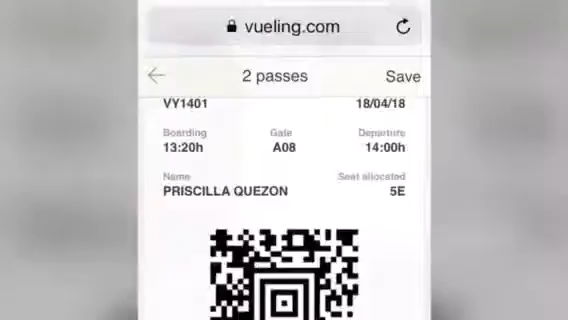 vueling.com
2 passes Save
VY1401 18/04/18
Boarding Gate Departure
13:20h A08 14:00h
Name Seat allocated
PRISCILLA QUEZON 5E